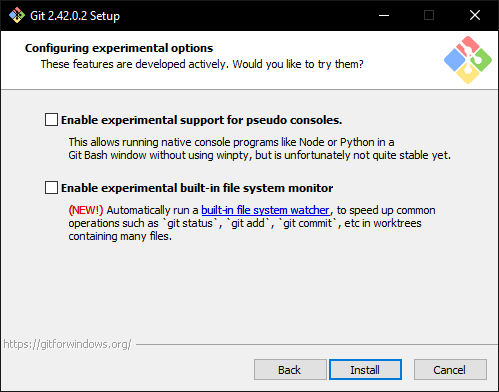 Git 2.42.0.2 Setup
Configuring experimental options
These features are developed actively. Would you like to try them?
Enable experimental support for pseudo consoles.
This allows running native console programs like Node or Python in a
Git Bash window without using winpty, but is unfortunately not quite stable yet.
Enable experimental built-in file system monitor
(NEW!) Automatically run a built-in file system watcher, to speed up common
operations such as `git status`, `git add`, `git commit`, etc in worktrees
containing many files.
https://gitforwindows.org/
Back
Install
Cancel